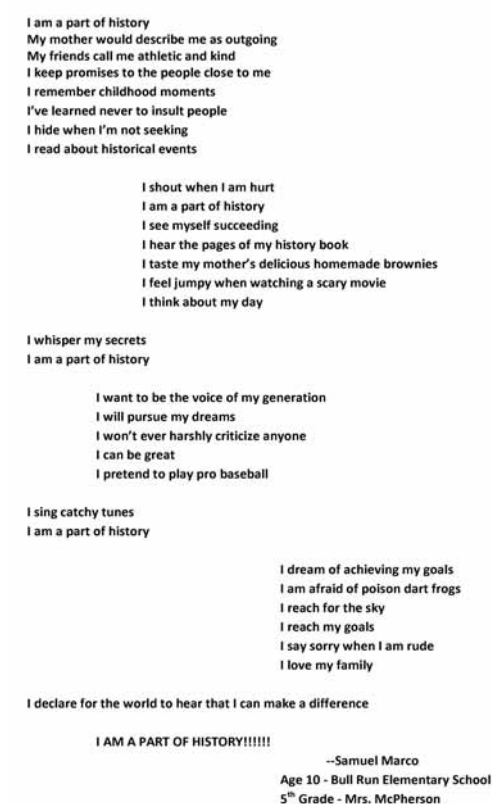 I am a part of history
My mother would describe me as outgoing
My friends call me athletic and kind
I keep promises to the people close to me
I remember childhood moments
I've learned never to insult people
I hide when I'm not seeking
I read about historical events
I shout when I am hurt
I am a part of history
I see myself succeeding
I hear the pages of my history book
I taste my mother's delicious homemade brownies
I feel jumpy when watching a scary movie
I think about my day
I whisper my secrets
I am a part of history
I want to be the voice of my generation
I will pursue my dreams
I won't ever harshly criticize anyone
I can be great
I pretend to play pro baseball
I sing catchy tunes
I am a part of history
I dream of achieving my goals
I am afraid of poison dart frogs
I reach for the sky
I reach my goals
I say sorry when I am rude
I love my family
I declare for the world to hear that I can make a difference
I AM A PART OF HISTORY!!!!!!
--Samuel Marco
Age 10 - Bull Run Elementary School
5th Grade - Mrs. McPherson